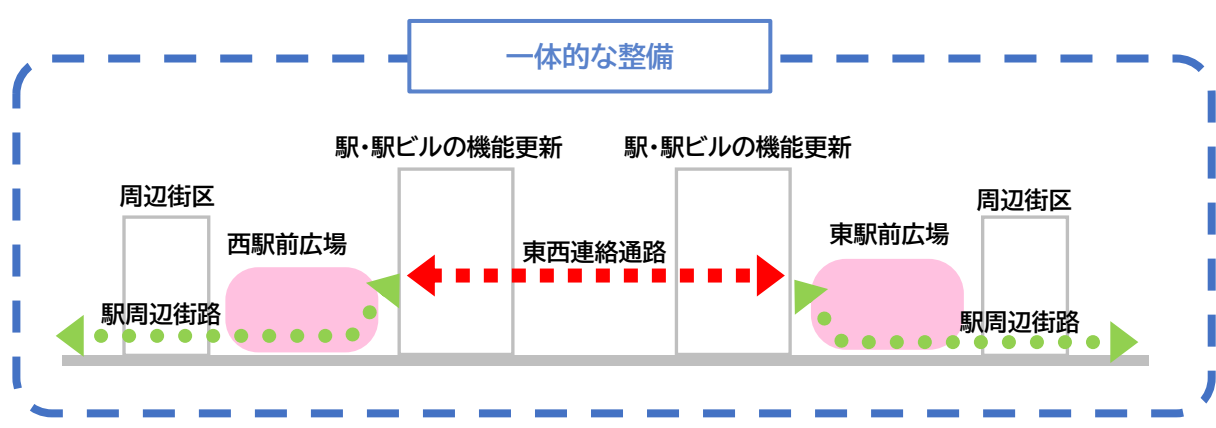 一体的な整備
駅・駅ビルの機能更新
駅・駅ビルの機能更新
周辺街区
周辺街区
西駅前広場
東西連絡通路
東駅前広場
駅周辺街路
駅周辺街路